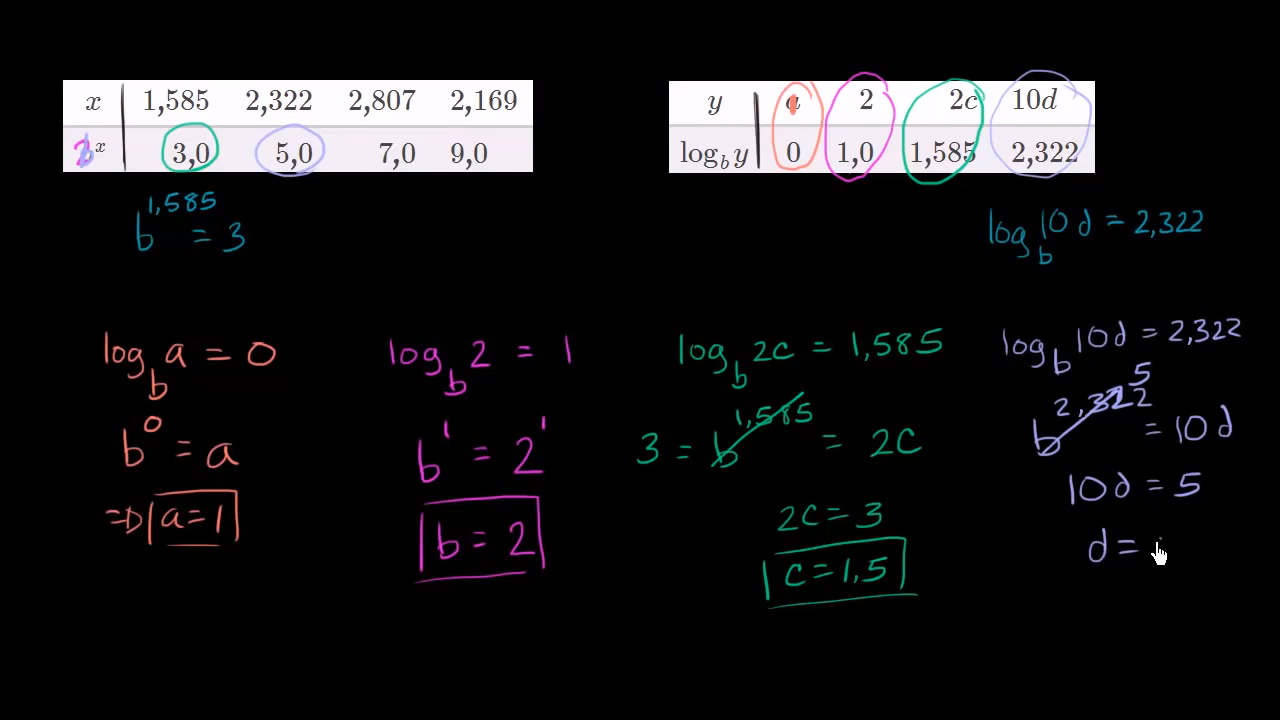 x 1,585 2,322 2,807 2,169
b^x 3,0 5,0 7,0 9,0
y a 2 2c 10d
log_b y 0 1,0 1,585 2,322
b^1,585 = 3
log_b 10d = 2,322
log_b a = 0
b^0 = a
⇒ a = 1
log_b 2 = 1
b^1 = 2^1
b = 2
log_b 2c = 1,585
3 = b^1,585 = 2c
2c = 3
c = 1,5
log_b 10d = 2,322
5
b^2,322 = 10d
10d = 5
d =